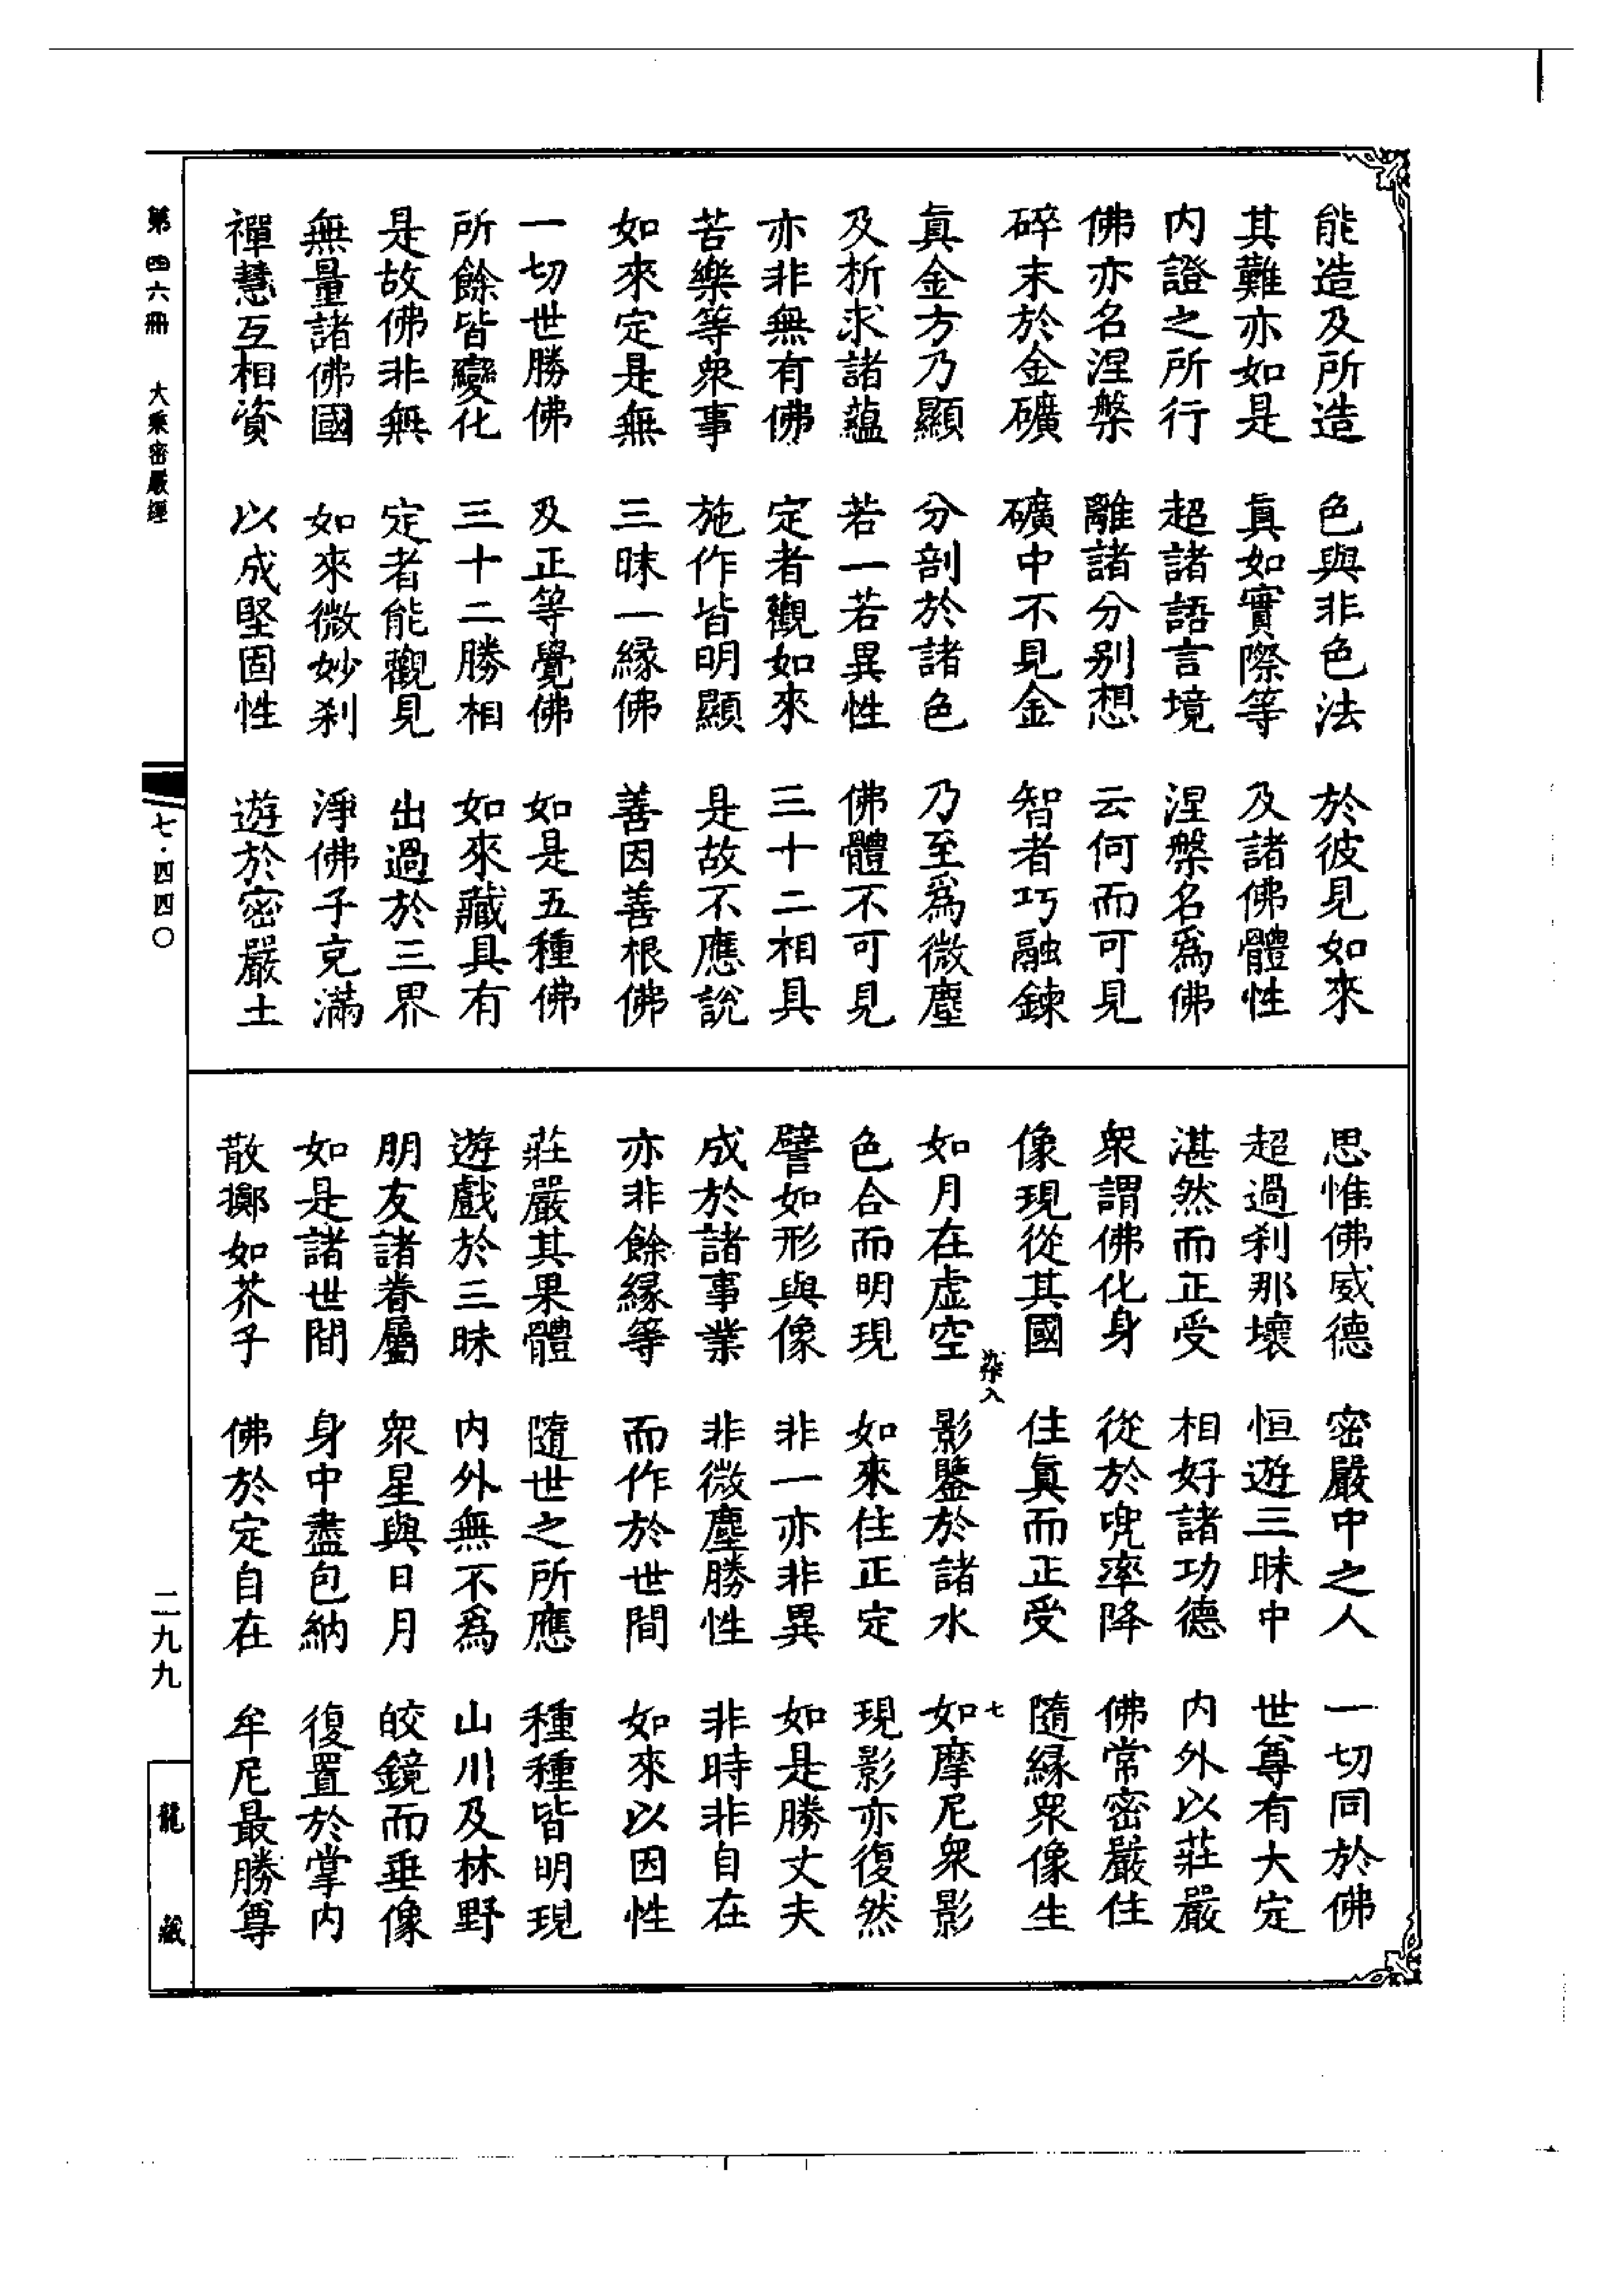 能造及所造　色與非色法　於彼見如來
其難亦如是　真如實際等　及諸佛體性
内證之所行　超諸語言境　涅槃名爲佛
佛亦名涅槃　離諸分别想　云何而可見
碎末於金礦　礦中不見金　智者巧融鍊
真金方乃顯　分剖於諸色　乃至爲微塵
及析求諸蘊　若一若異性　佛體不可見
亦非無有佛　定者觀如來　三十二相具
苦樂等衆事　施作皆明顯　是故不應說
如來定是無　三昧一緣佛　善因善根佛
一切世勝佛　及正等覺佛　如是五種佛
所餘皆變化　三十二勝相　如來藏具有
是故佛非無　定者能觀見　出過於三界
無量諸佛國　如來微妙刹　淨佛子充滿
禪慧互相資　以成堅固性　遊於密嚴土
思惟佛威德　密嚴中之人　一切同於佛
超過刹那壞　恒遊三昧中　世尊有大定
湛然而正受　相好諸功德　内外以莊嚴
衆謂佛化身　從於兜率降　佛常密嚴住
像現從其國　住真而正受　隨緣衆像生
如月在虛空　影鑒於諸水　如摩尼衆影
色合而明現　如來住正定　現影亦復然
譬如形與像　非一亦非異　如是勝丈夫
成於諸事業　非微塵勝性　非時非自在
亦非餘緣等　而作於世間　如來以因性
莊嚴其果體　隨世之所應　種種皆明現
遊戲於三昧　内外無不爲　山川及林野
朋友諸眷屬　衆星與日月　皎鏡而垂像
如是諸世間　身中盡包納　復置於掌内
散擲如芥子　佛於定自在　牟尼最勝尊
七
第四六冊　大乘密嚴經
七·四四〇
二九九
龍藏